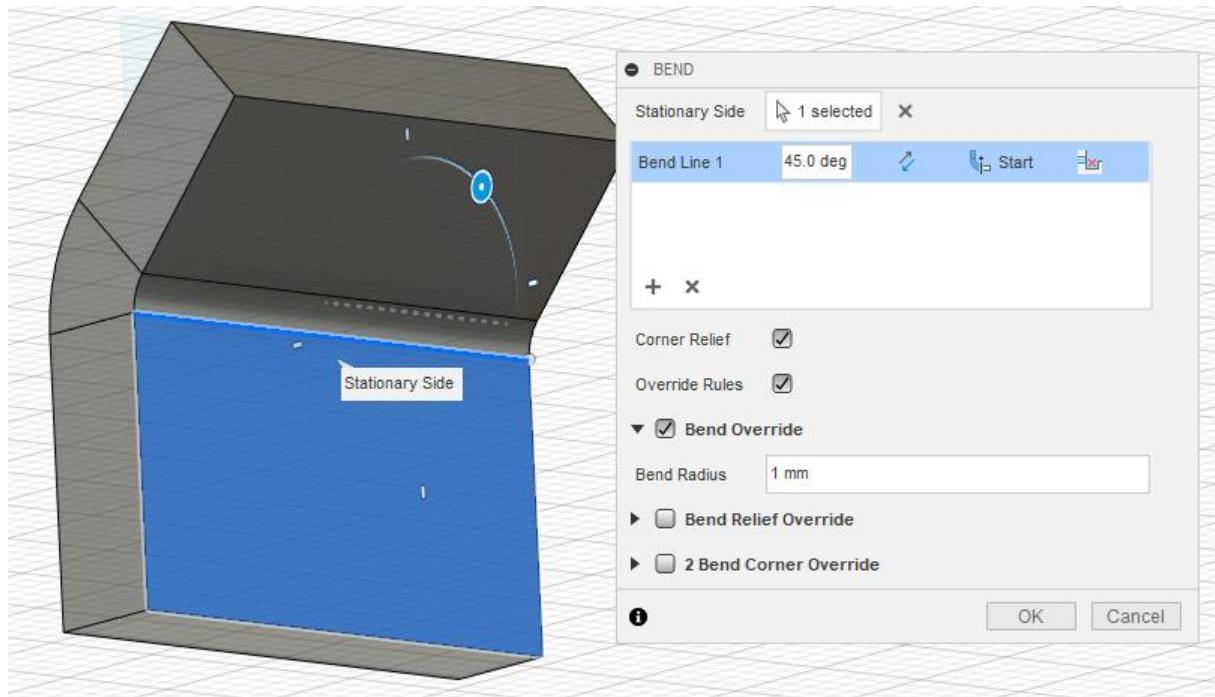 BEND
Stationary Side 1 selected
Bend Line 1 45.0 deg Start
Corner Relief
Override Rules
Bend Override
Bend Radius 1 mm
Bend Relief Override
2 Bend Corner Override
OK Cancel
Stationary Side